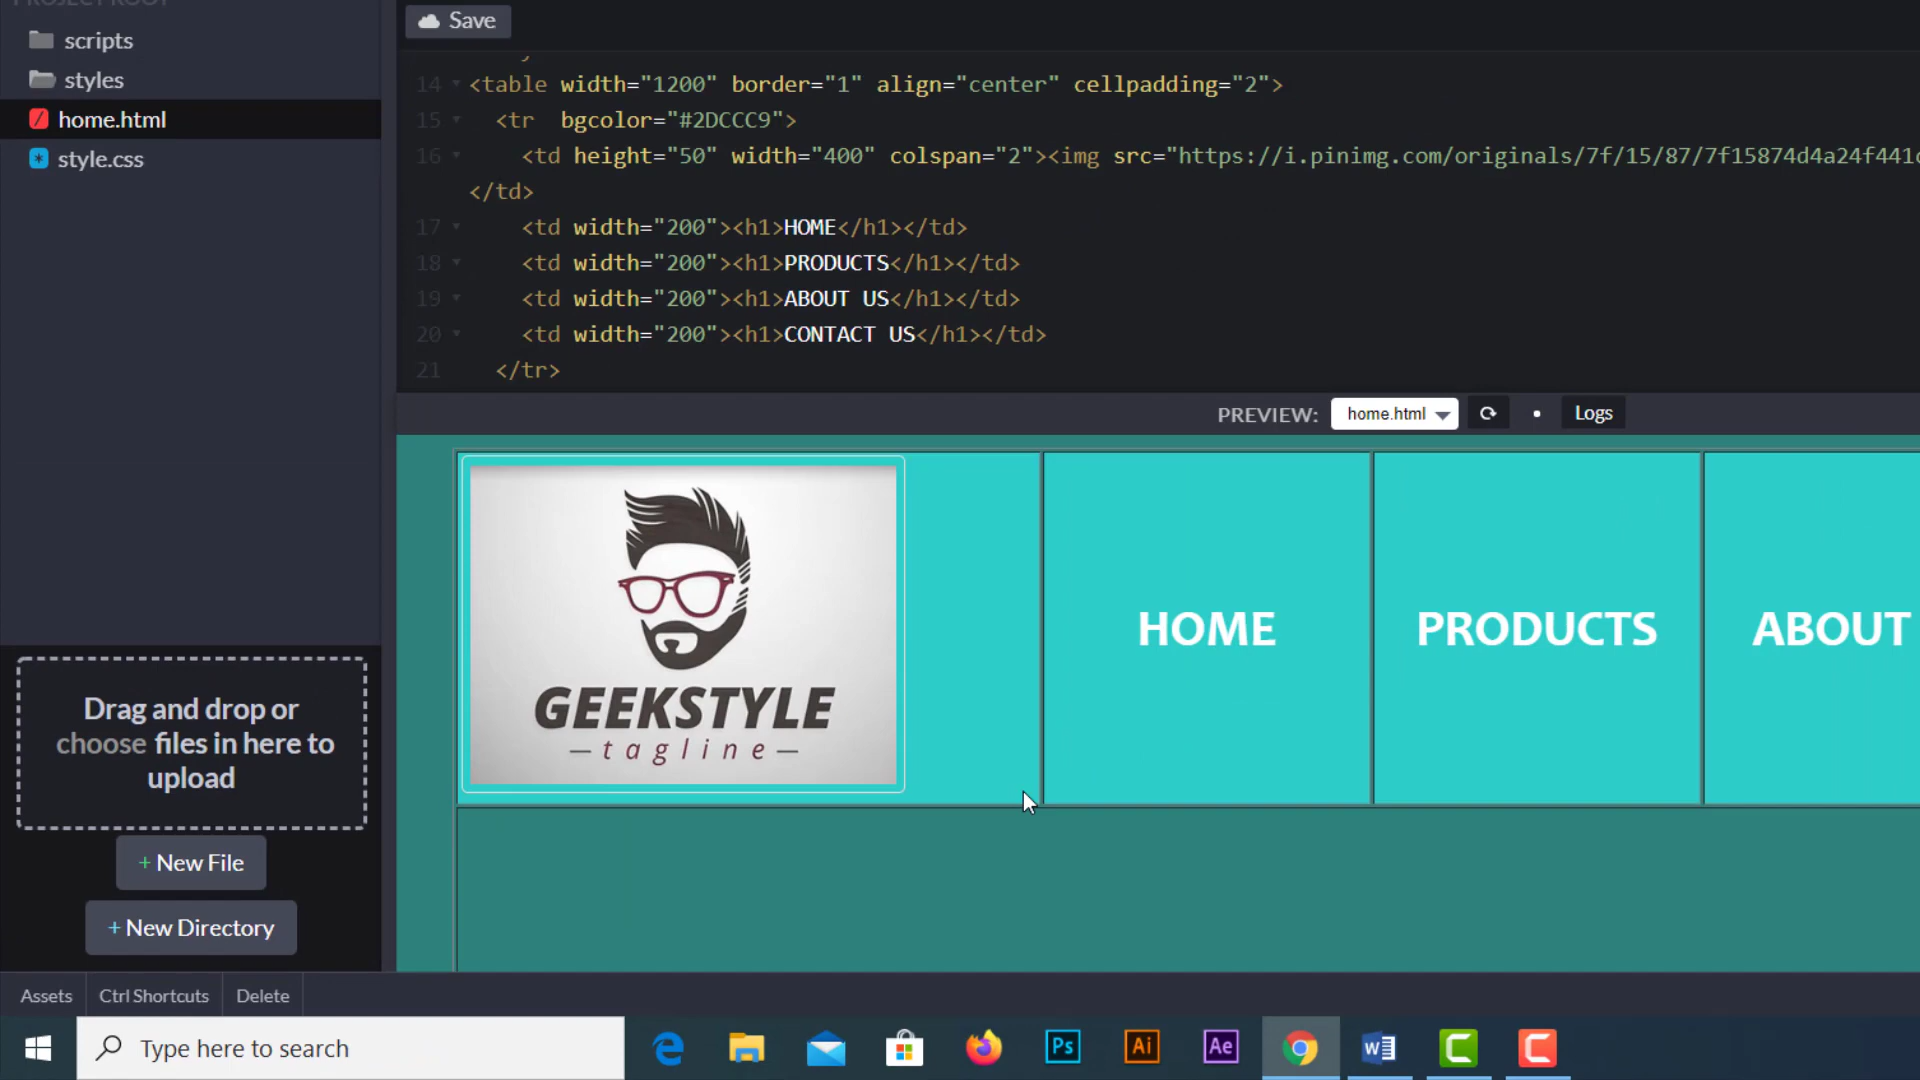 scripts
styles
home.html
style.css
Drag and drop or
choose files in here to
upload
+ New File
+ New Directory
Assets
Ctrl Shortcuts
Delete
Save
14 <table width="1200" border="1" align="center" cellpadding="2">
15 <tr  bgcolor="#2DCCC9">
16 <td height="50" width="400" colspan="2"><img src="https://i.pinimg.com/originals/7f/15/87/7f15874d4a24f441
</td>
17 <td width="200"><h1>HOME</h1></td>
18 <td width="200"><h1>PRODUCTS</h1></td>
19 <td width="200"><h1>ABOUT US</h1></td>
20 <td width="200"><h1>CONTACT US</h1></td>
21 </tr>
PREVIEW: home.html Logs
GEEKSTYLE
— tagline —
HOME
PRODUCTS
ABOUT
Type here to search
Ps
Ai
Ae